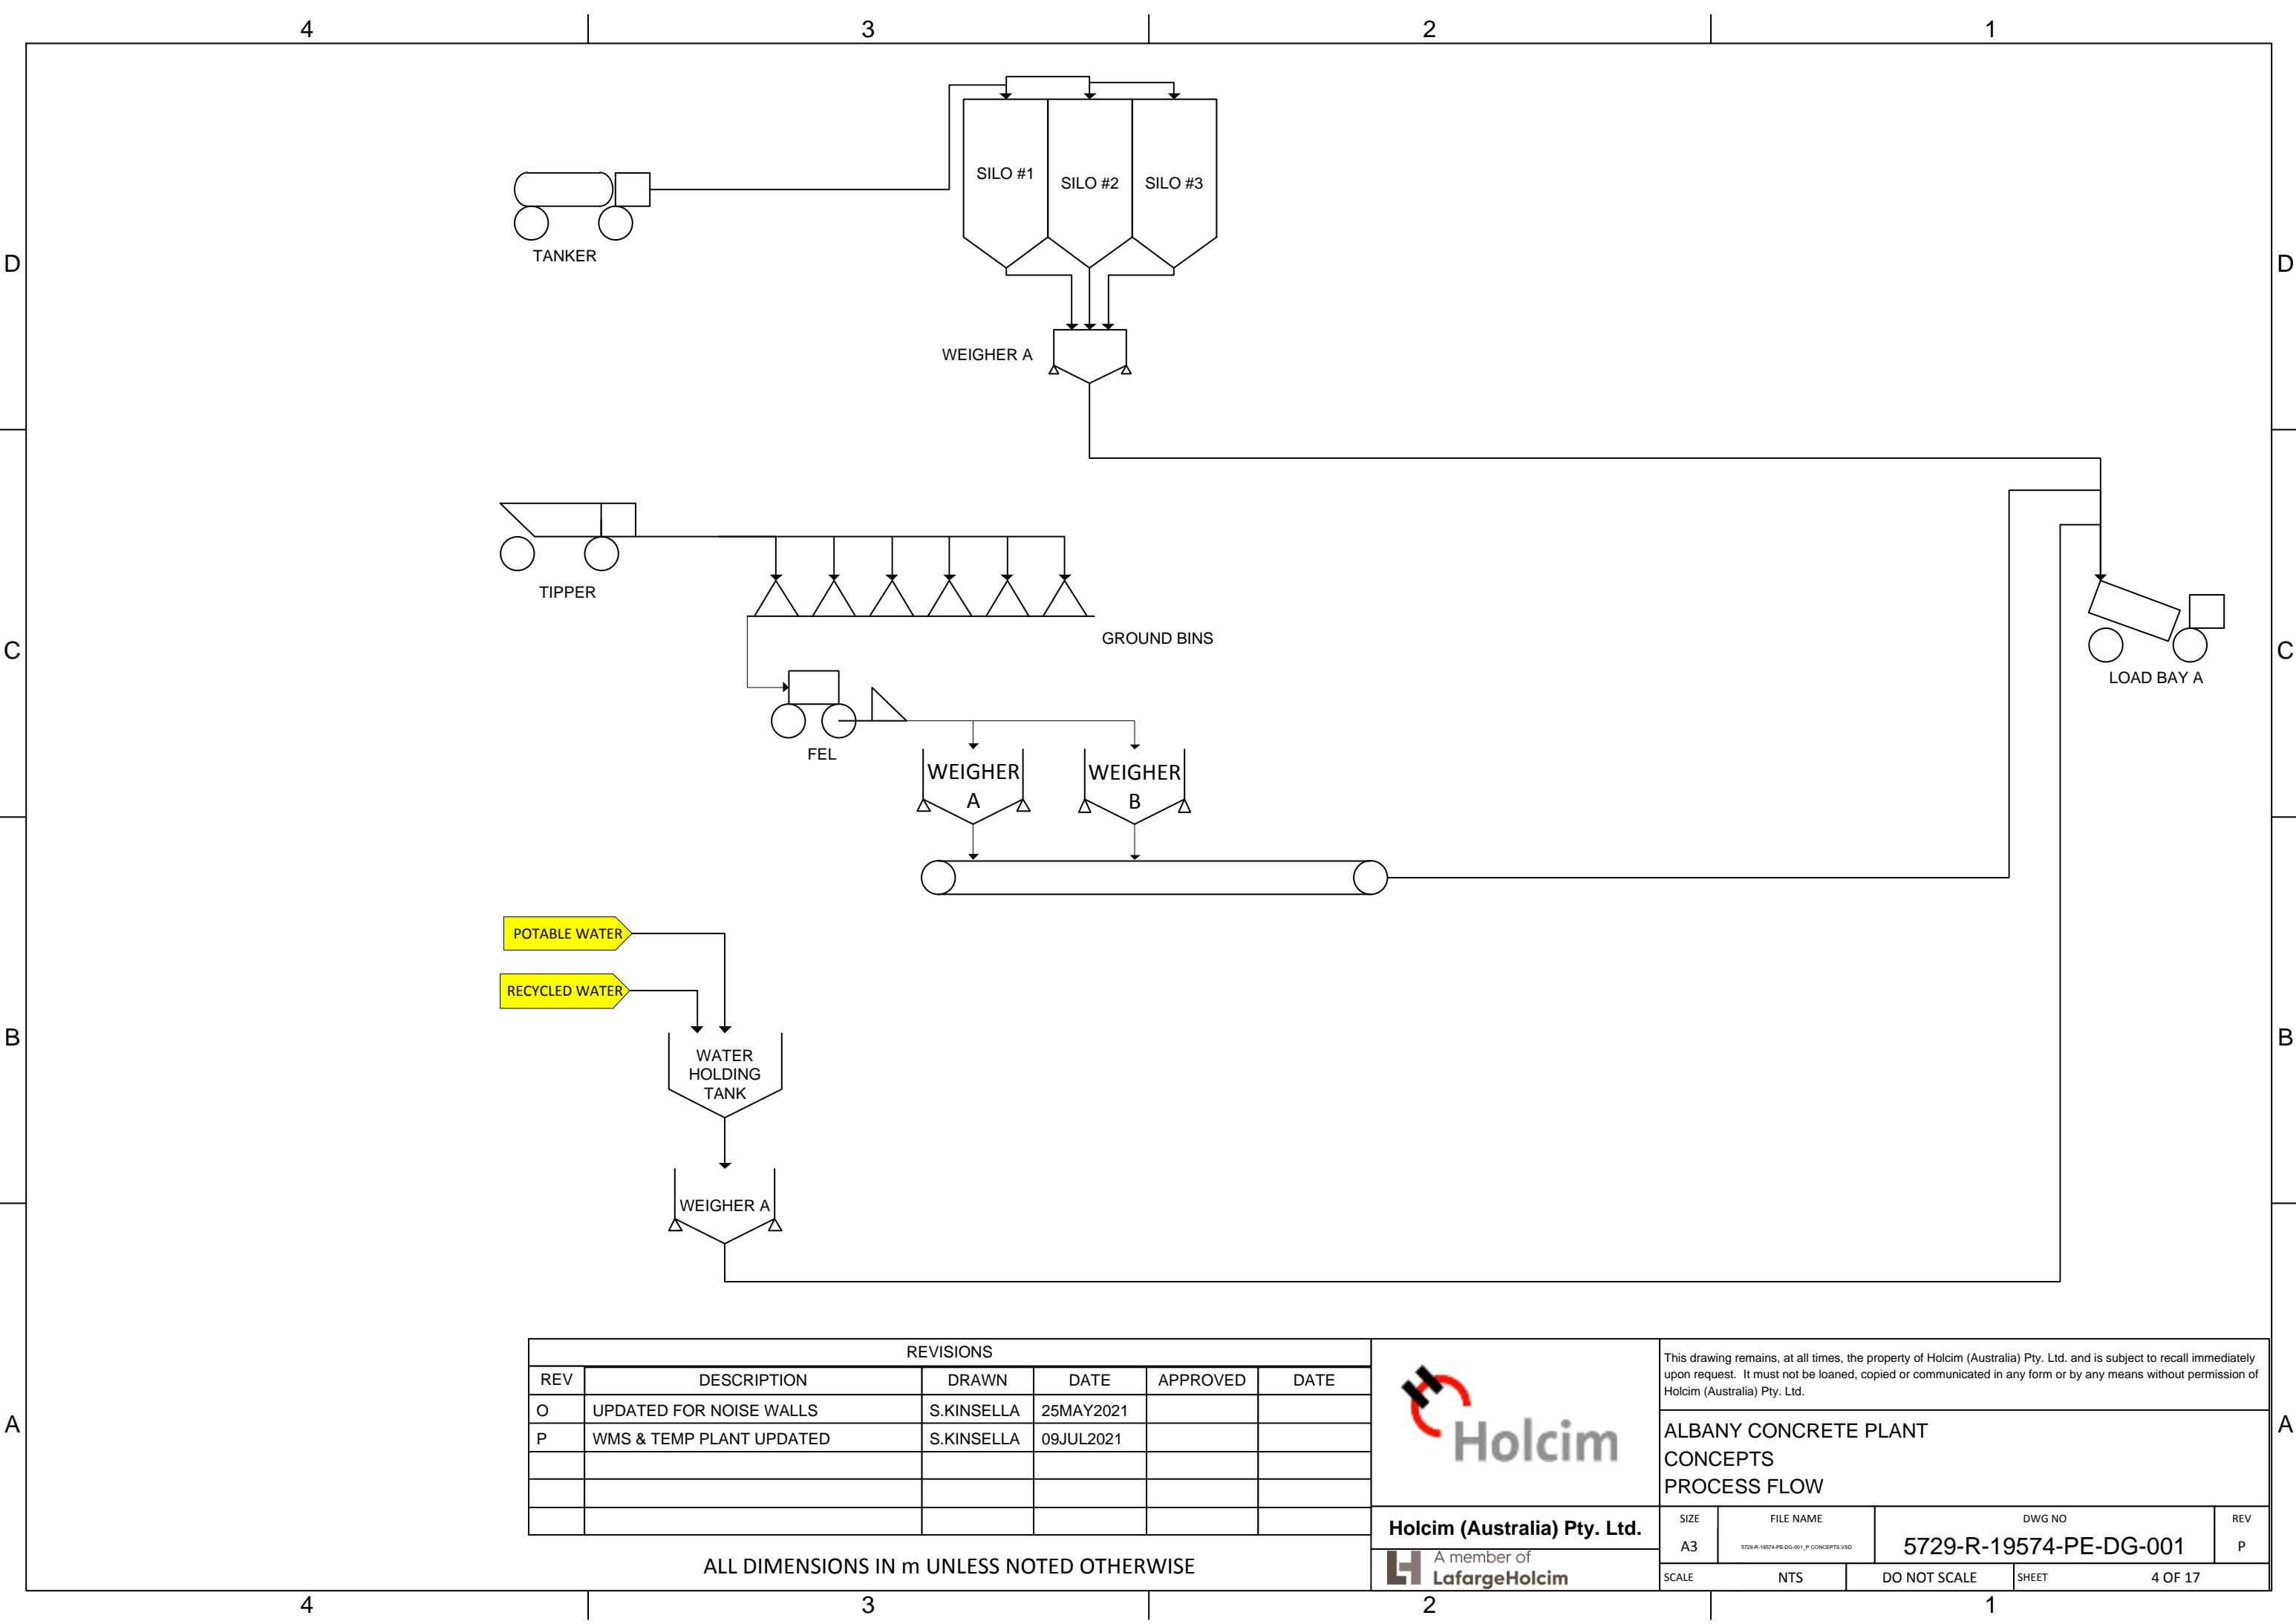 4 3 2 1
SILO #1
SILO #2
SILO #3
TANKER
D
D
WEIGHER A
TIPPER
GROUND BINS
C
C
LOAD BAY A
FEL
WEIGHER
A
WEIGHER
B
POTABLE WATER
RECYCLED WATER
B
B
WATER
HOLDING
TANK
WEIGHER A
A
A
REVISIONS
REV DESCRIPTION DRAWN DATE APPROVED DATE
O UPDATED FOR NOISE WALLS S.KINSELLA 25MAY2021
P WMS & TEMP PLANT UPDATED S.KINSELLA 09JUL2021
ALL DIMENSIONS IN m UNLESS NOTED OTHERWISE
Holcim
Holcim (Australia) Pty. Ltd.
A member of
LafargeHolcim
This drawing remains, at all times, the property of Holcim (Australia) Pty. Ltd. and is subject to recall immediately
upon request. It must not be loaned, copied or communicated in any form or by any means without permission of
Holcim (Australia) Pty. Ltd.
ALBANY CONCRETE PLANT
CONCEPTS
PROCESS FLOW
SIZE FILE NAME DWG NO REV
A3 5729-R-19574-PE-DG-001_P CONCEPTS.VSD 5729-R-19574-PE-DG-001 P
SCALE NTS DO NOT SCALE SHEET 4 OF 17
4 3 2 1